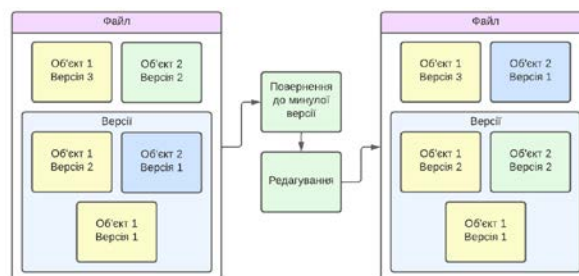 Файл
Об'єкт 1
Версія 3
Об'єкт 2
Версія 2
Версії
Об'єкт 1
Версія 2
Об'єкт 2
Версія 1
Об'єкт 1
Версія 1
Повернення
до минулої
версії
Редагування
Файл
Об'єкт 1
Версія 3
Об'єкт 2
Версія 1
Версії
Об'єкт 1
Версія 2
Об'єкт 2
Версія 2
Об'єкт 1
Версія 1